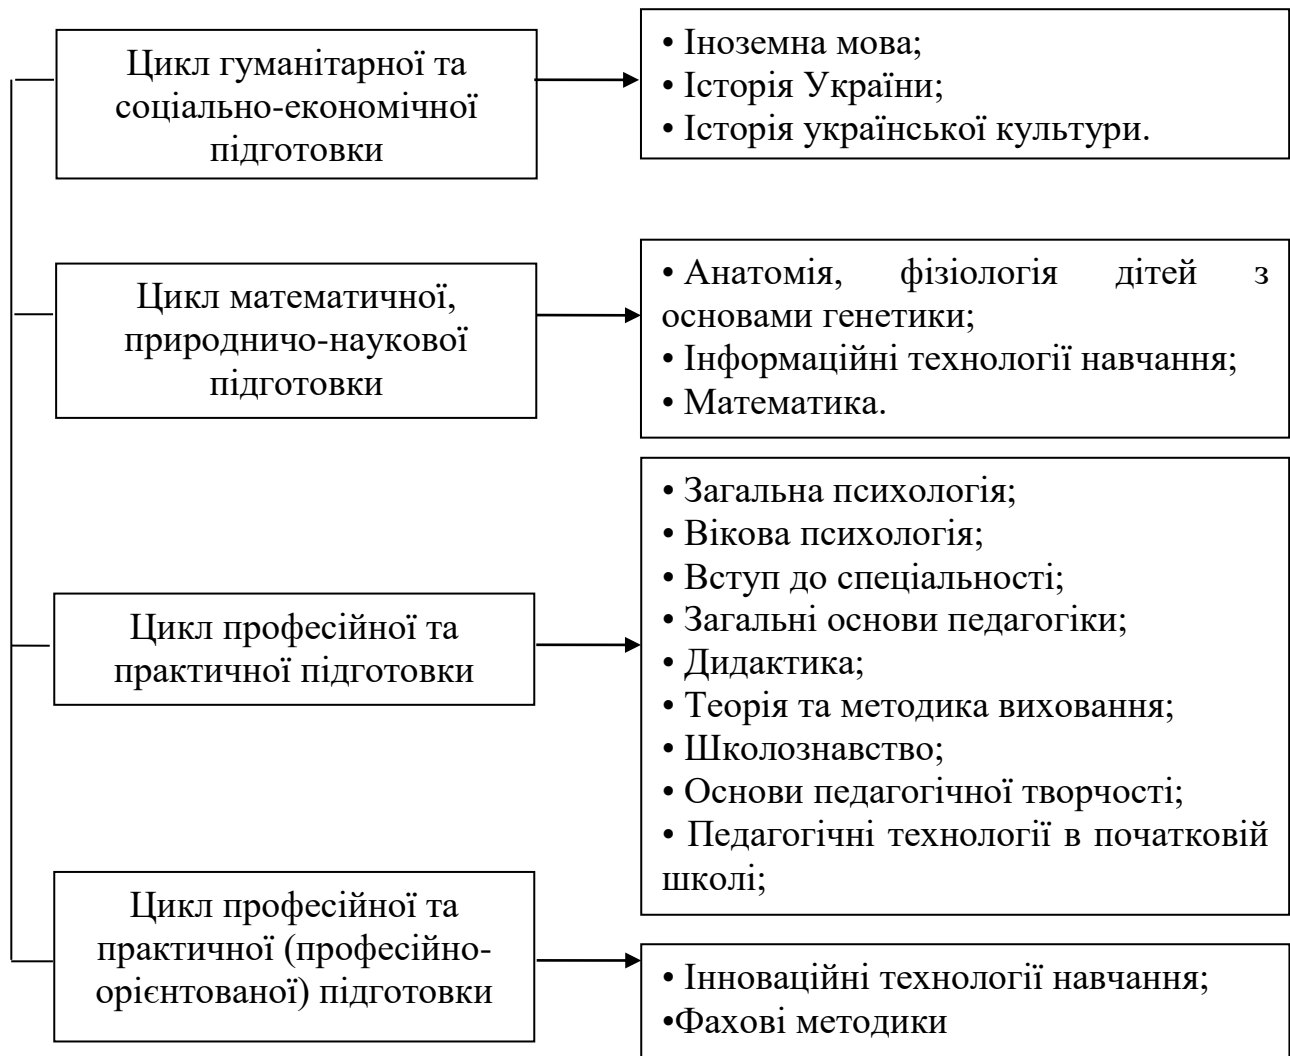 Цикл гуманітарної та
соціально-економічної
підготовки
• Іноземна мова;
• Історія України;
• Історія української культури.
Цикл математичної,
природничо-наукової
підготовки
• Анатомія, фізіологія дітей з
основами генетики;
• Інформаційні технології навчання;
• Математика.
Цикл професійної та
практичної підготовки
• Загальна психологія;
• Вікова психологія;
• Вступ до спеціальності;
• Загальні основи педагогіки;
• Дидактика;
• Теорія та методика виховання;
• Школознавство;
• Основи педагогічної творчості;
• Педагогічні технології в початковій
школі;
Цикл професійної та
практичної (професійно-
орієнтованої) підготовки
• Інноваційні технології навчання;
•Фахові методики